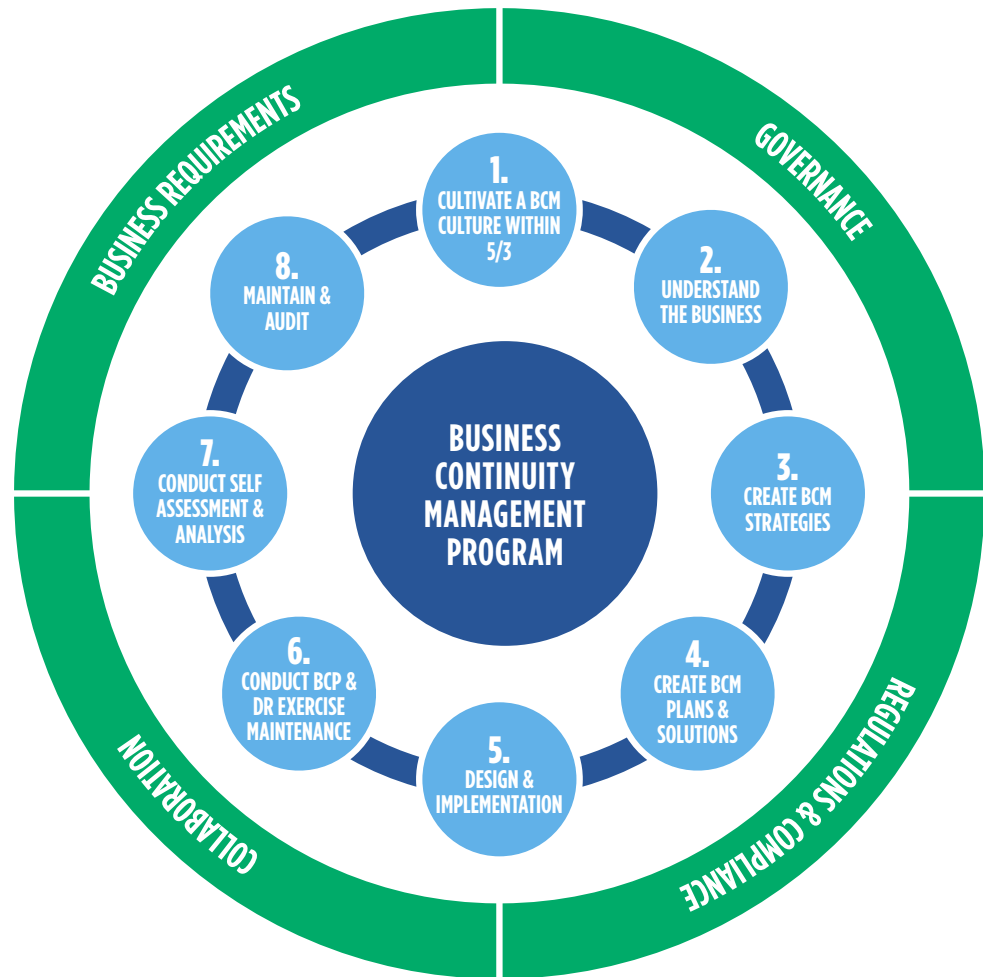 BUSINESS REQUIREMENTS
GOVERNANCE
REGULATIONS & COMPLIANCE
COLLABORATION
1.
CULTIVATE A BCM
CULTURE WITHIN
5/3
2.
UNDERSTAND
THE BUSINESS
3.
CREATE BCM
STRATEGIES
4.
CREATE BCM
PLANS &
SOLUTIONS
5.
DESIGN &
IMPLEMENTATION
6.
CONDUCT BCP &
DR EXERCISE
MAINTENANCE
7.
CONDUCT SELF
ASSESSMENT &
ANALYSIS
8.
MAINTAIN &
AUDIT
BUSINESS
CONTINUITY
MANAGEMENT
PROGRAM